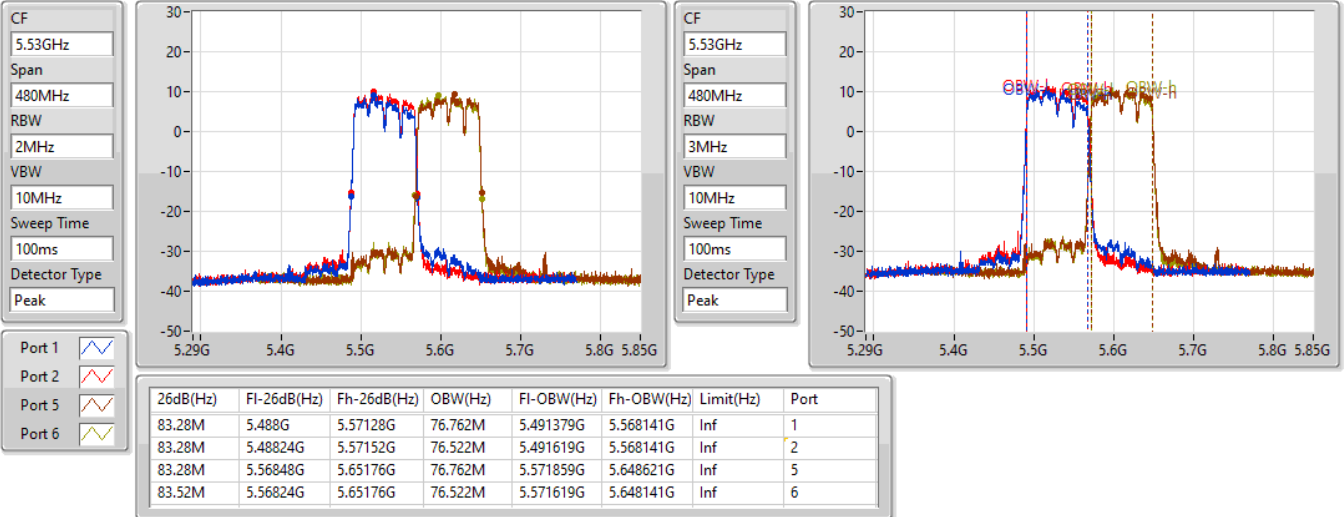 CF
5.53GHz
Span
480MHz
RBW
2MHz
VBW
10MHz
Sweep Time
100ms
Detector Type
Peak
30
20
10
0
-10
-20
-30
-40
-50
5.29G 5.4G 5.5G 5.6G 5.7G 5.8G 5.85G
CF
5.53GHz
Span
480MHz
RBW
3MHz
VBW
10MHz
Sweep Time
100ms
Detector Type
Peak
30
20
10
0
-10
-20
-30
-40
-50
5.29G 5.4G 5.5G 5.6G 5.7G 5.8G 5.85G
Port 1
Port 2
Port 5
Port 6
26dB(Hz) Fl-26dB(Hz) Fh-26dB(Hz) OBW(Hz) Fl-OBW(Hz) Fh-OBW(Hz) Limit(Hz) Port
83.28M 5.488G 5.57128G 76.762M 5.491379G 5.568141G Inf 1
83.28M 5.48824G 5.57152G 76.522M 5.491619G 5.568141G Inf 2
83.28M 5.56848G 5.65176G 76.762M 5.571859G 5.648621G Inf 5
83.52M 5.56824G 5.65176G 76.522M 5.571619G 5.648141G Inf 6